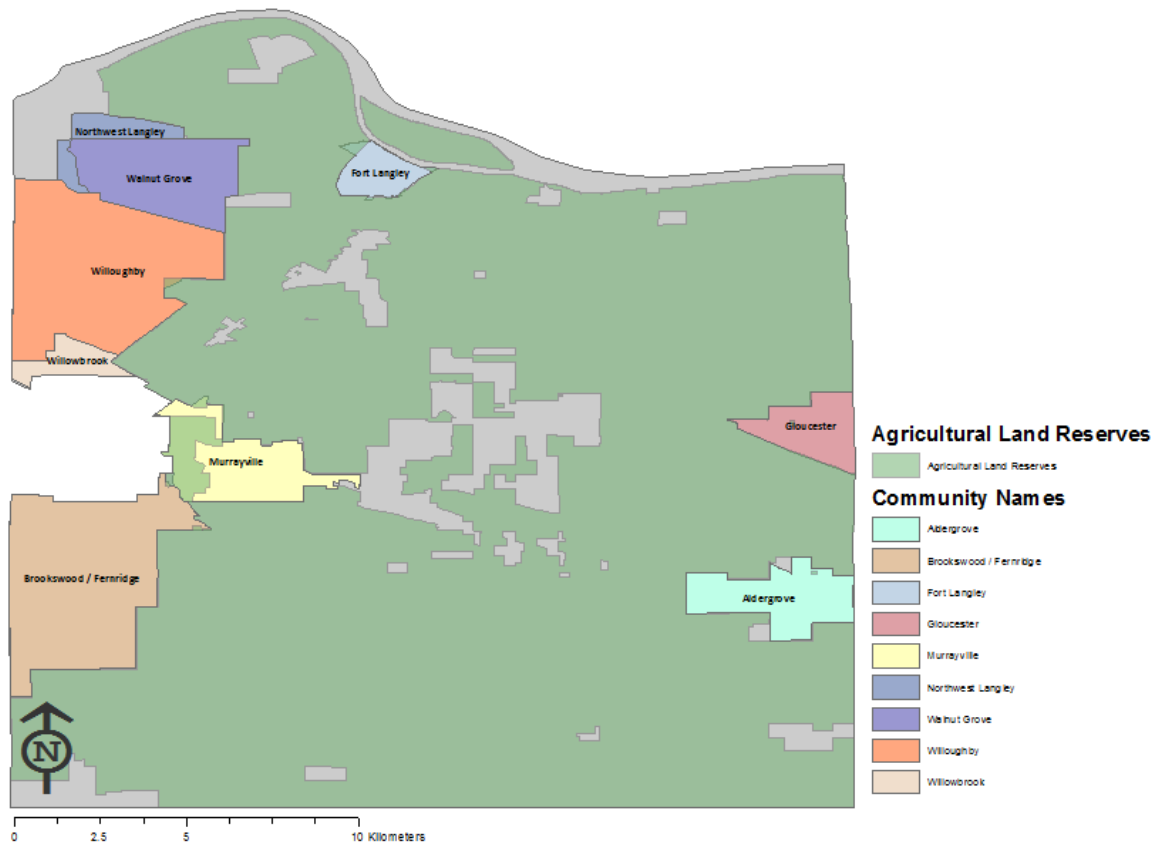 Northwest Langley
Walnut Grove
Fort Langley
Willoughby
Willowbrook
Murrayville
Gloucester
Brookswood / Fernridge
Aldergrove
N
0 2.5 5 10 Kilometers
Agricultural Land Reserves
Agricultural Land Reserves
Community Names
Aldergrove
Brookswood / Fernridge
Fort Langley
Gloucester
Murrayville
Northwest Langley
Walnut Grove
Willoughby
Willowbrook